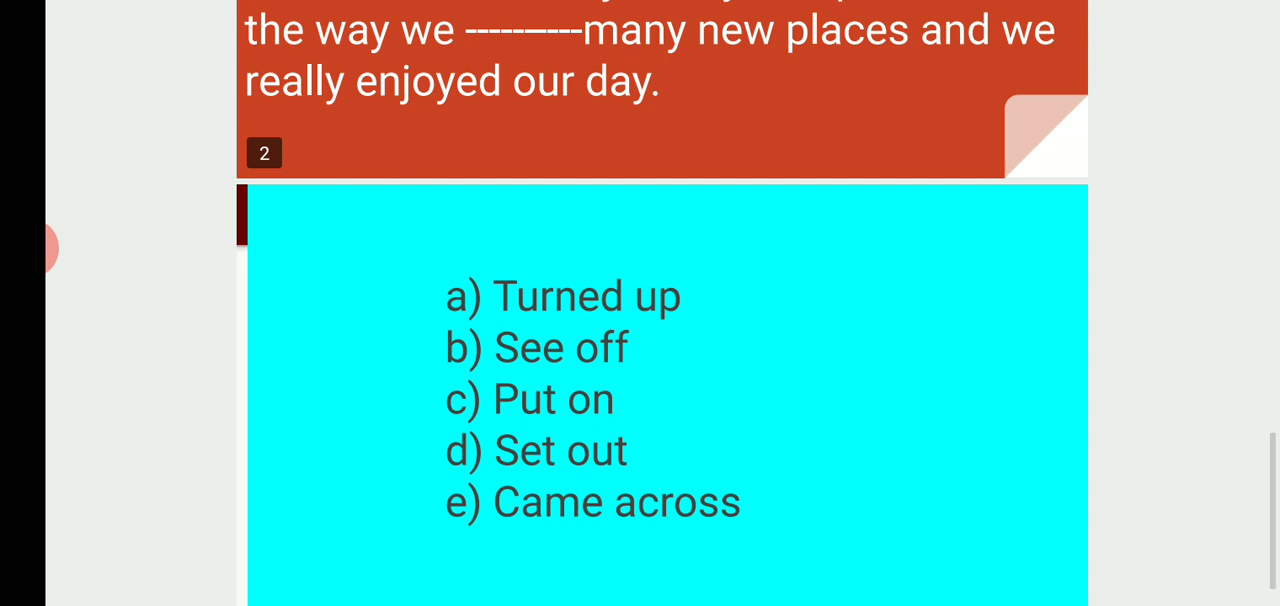 the way we ----------many new places and we
really enjoyed our day.
2
a) Turned up
b) See off
c) Put on
d) Set out
e) Came across